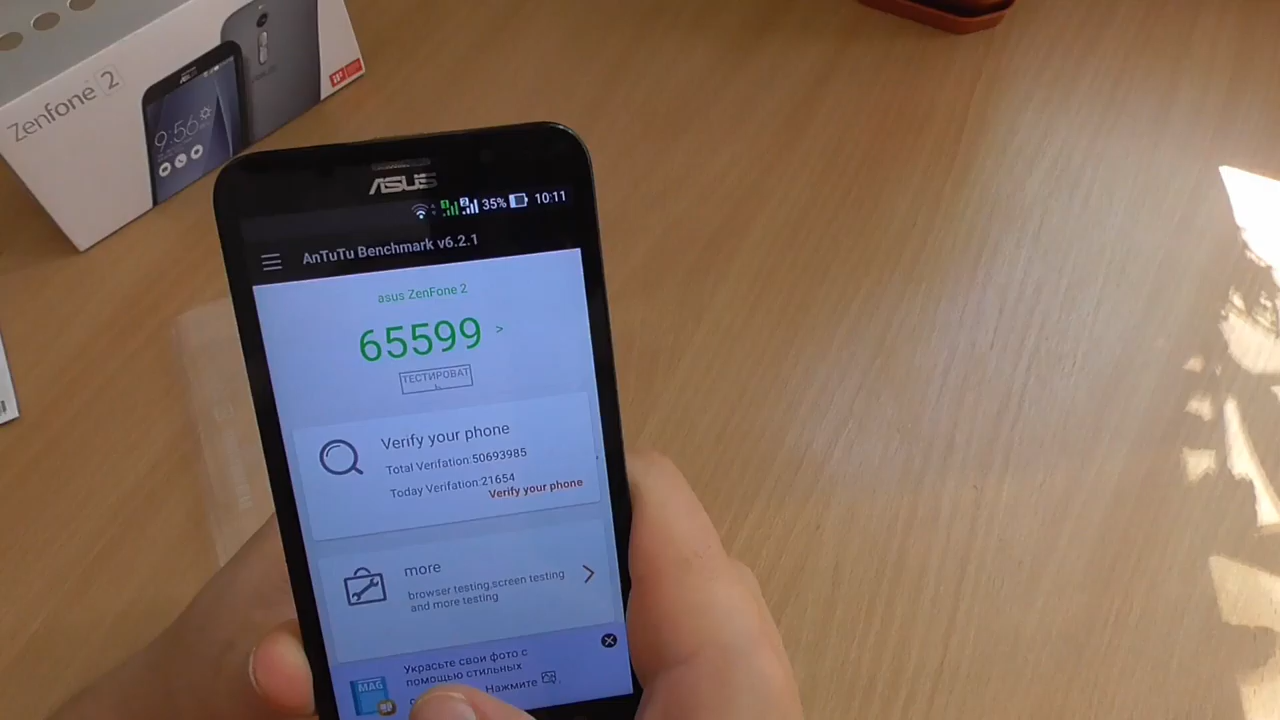 Zenfone 2
ASUS
9:56
ASUS
35% 10:11
AnTuTu Benchmark v6.2.1
asus ZenFone 2
65599 >
ТЕСТИРОВАТ
Ь
Verify your phone
Total Verifation:50693985
Today Verifation:21654
Verify your phone
more
browser testing,screen testing
and more testing
Украсьте свои фото с
помощью стильных
MAG
Нажмите